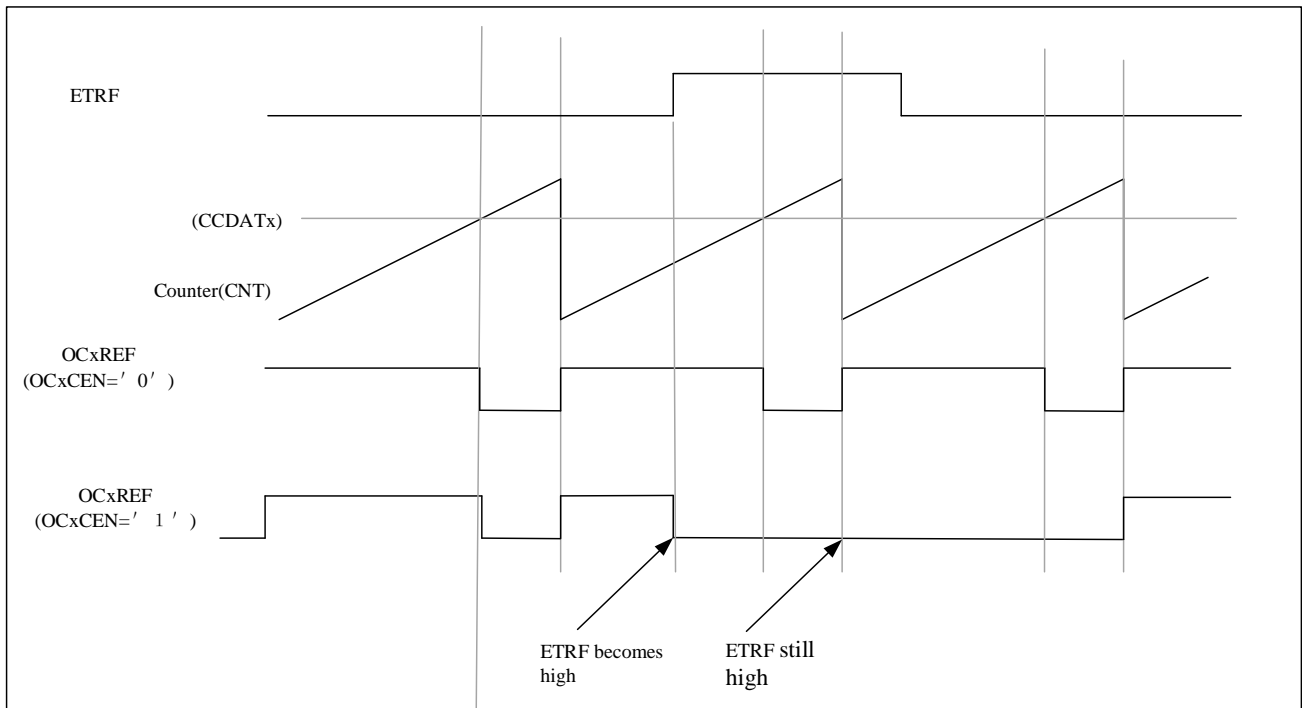 ETRF
(CCDATx)
Counter(CNT)
OCxREF
(OCxCEN=′ 0′ )
OCxREF
(OCxCEN=′ 1 ′ )
ETRF becomes
high
ETRF still
high